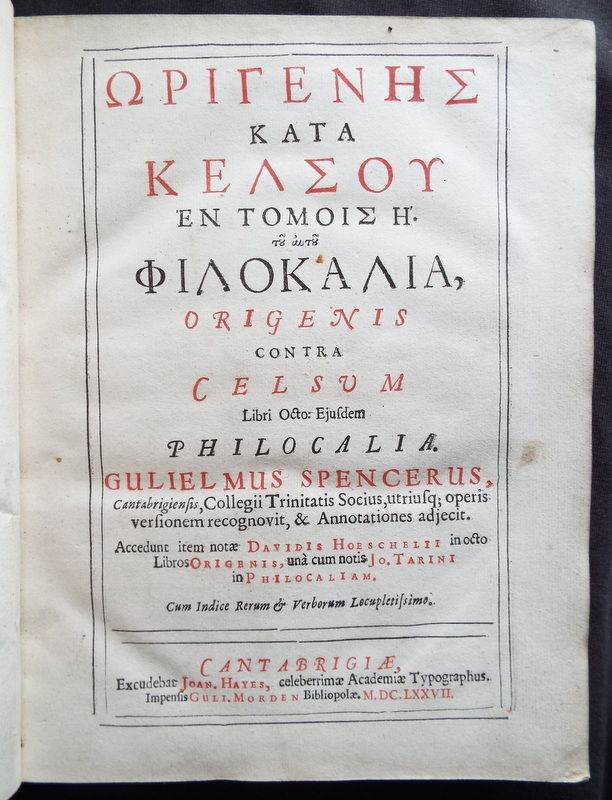 ΩΡΙΓΕΝΗΣ
ΚΑΤΑ
ΚΕΛΣΟΥ
ἘΝ ΤΟΜΟΙΣ Η΄.
τοῦ αὐτοῦ
ΦΙΛΟΚΑΛΙΑ,
ORIGENIS
CONTRA
CELSUM
Libri Octo: Ejuſdem
PHILOCALIA.
GULIELMUS SPENCERUS,
Cantabrigienſis, Collegii Trinitatis Socius, utriuſq; operis
verſionem recognovit, & Annotationes adjecit.
Accedunt item notæ DAVIDIS HOESCHELII in octo
Libros ORIGENIS, unà cum notis JO. TARINI
in PHILOCALIAM.
Cum Indice Rerum & Verborum Locupletiſsimo.
CANTABRIGIÆ,
Excudebat JOAN. HAYES, celeberrimæ Academiæ Typographus.
Impenſis GULI. MORDEN Bibliopolæ. M.DC.LXXVII.